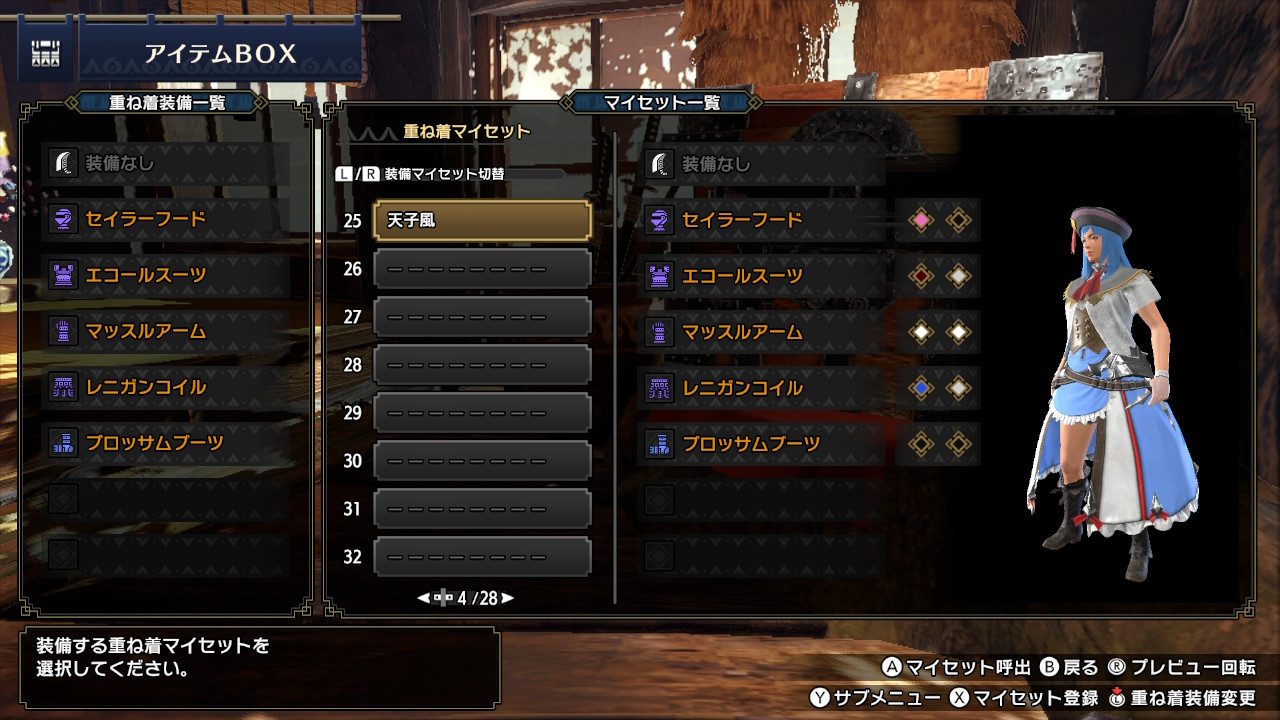 アイテムBOX
重ね着装備一覧
装備なし
セイラーフード
エコールスーツ
マッスルアーム
レニガンコイル
ブロッサムブーツ
マイセット一覧
重ね着マイセット
L/R 装備マイセット切替
25 天子風
26 －－－－－－－－
27 －－－－－－－－
28 －－－－－－－－
29 －－－－－－－－
30 －－－－－－－－
31 －－－－－－－－
32 －－－－－－－－
4/28
装備なし
セイラーフード
エコールスーツ
マッスルアーム
レニガンコイル
ブロッサムブーツ
装備する重ね着マイセットを
選択してください。
A マイセット呼出 B 戻る R プレビュー回転
Y サブメニュー X マイセット登録 L 重ね着装備変更